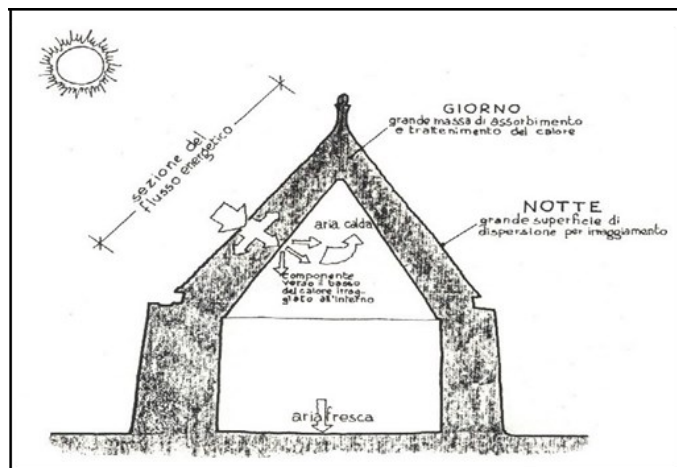 sezione del
flusso energetico
GIORNO
grande massa di assorbimento
e trattenimento del calore
NOTTE
grande superficie di
dispersione per irraggiamento
aria calda
componente
verso il basso
del calore irrag-
giato all'interno
aria fresca